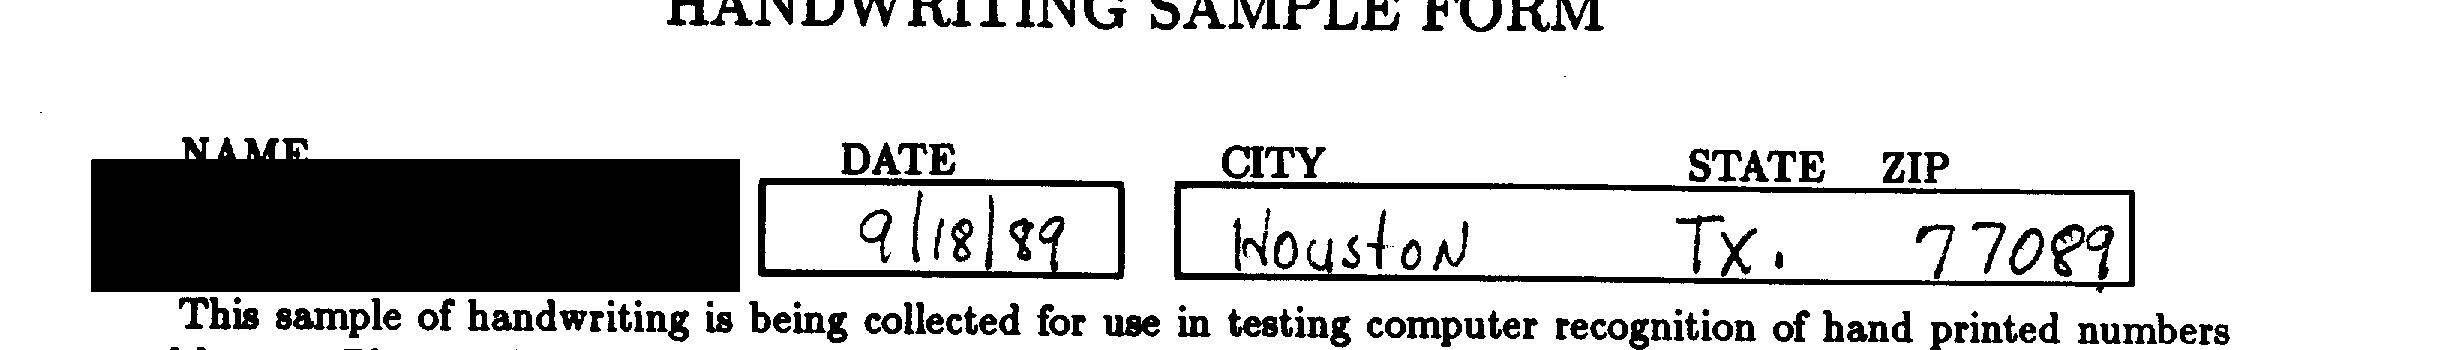 HANDWRITING SAMPLE FORM
NAME DATE CITY STATE ZIP
9/18/89 Houston TX. 77089
This sample of handwriting is being collected for use in testing computer recognition of hand printed numbers